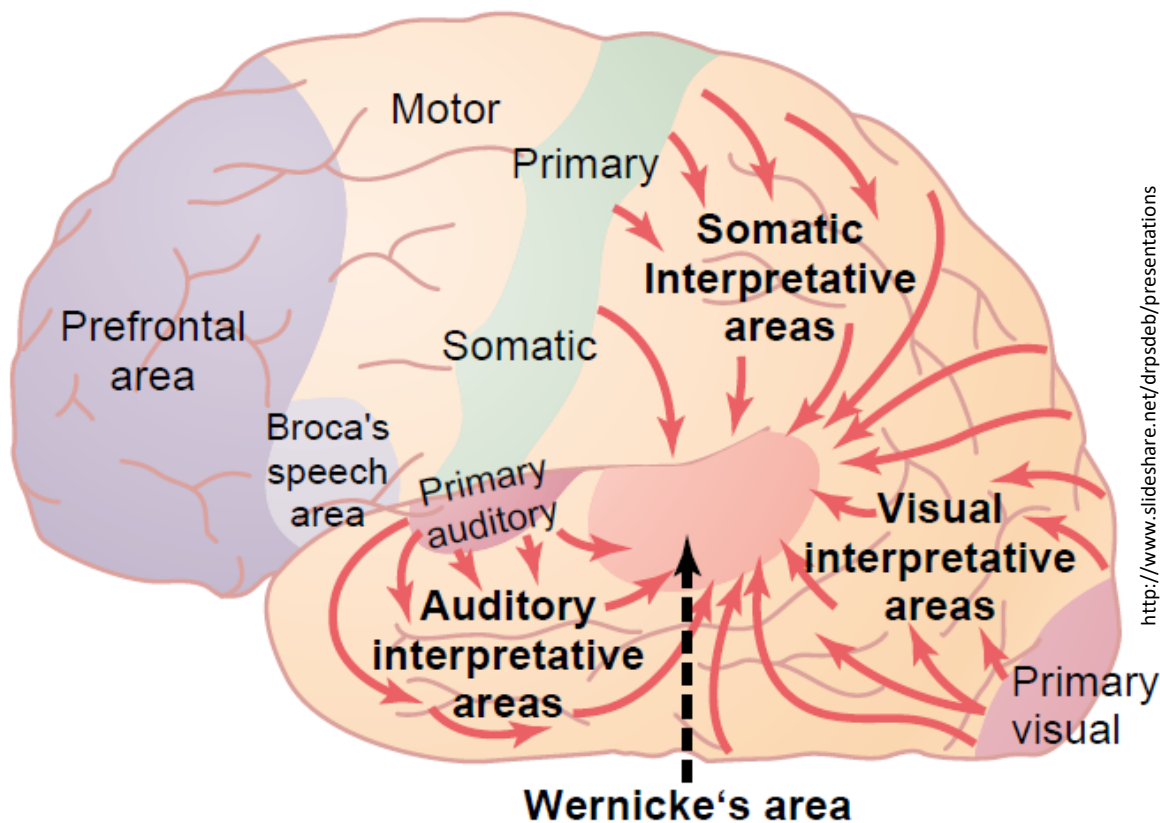 Motor
Primary
Somatic
Interpretative
areas
Prefrontal
area
Somatic
Broca's
speech
area
Primary
auditory
Visual
interpretative
areas
Auditory
interpretative
areas
Primary
visual
Wernicke‘s area
http://www.slideshare.net/drpsdeb/presentations